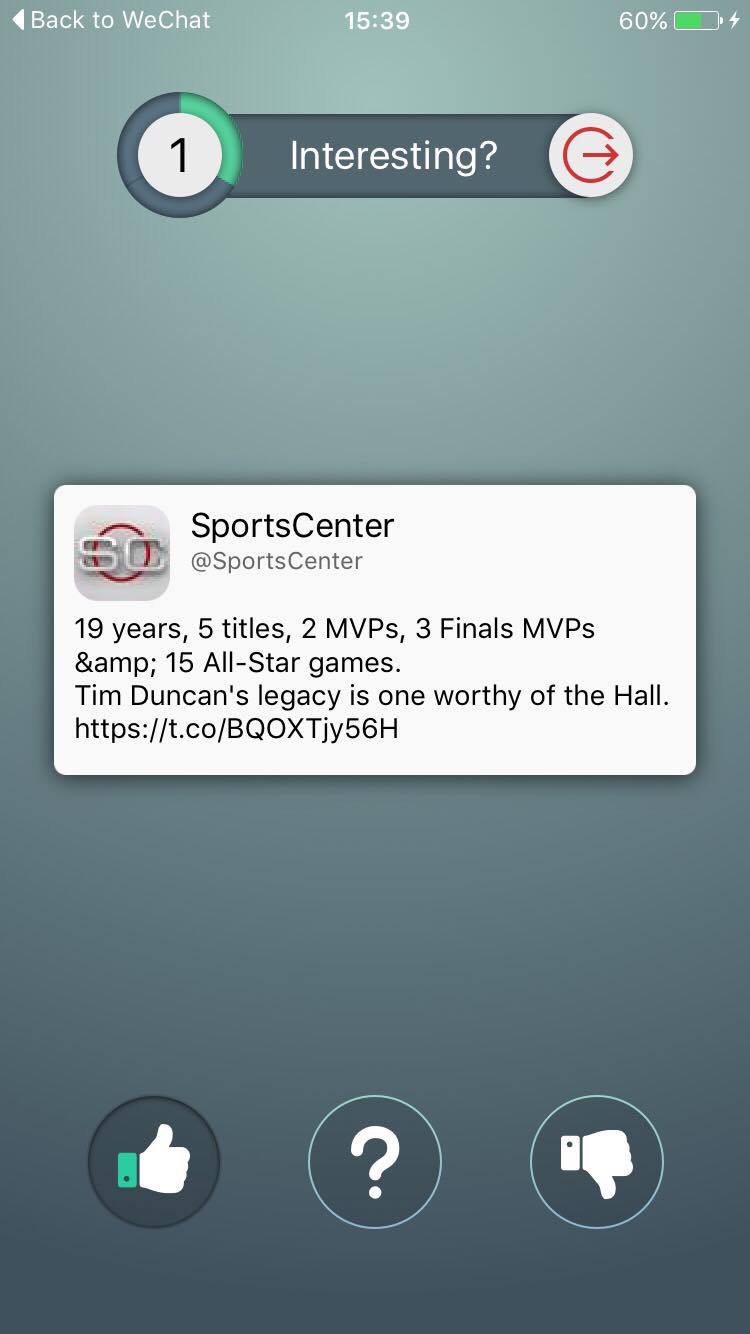 Back to WeChat 15:39 60%
1 Interesting?
SC
SportsCenter
@SportsCenter
19 years, 5 titles, 2 MVPs, 3 Finals MVPs
&amp; 15 All-Star games.
Tim Duncan's legacy is one worthy of the Hall.
https://t.co/BQOXTjy56H
?